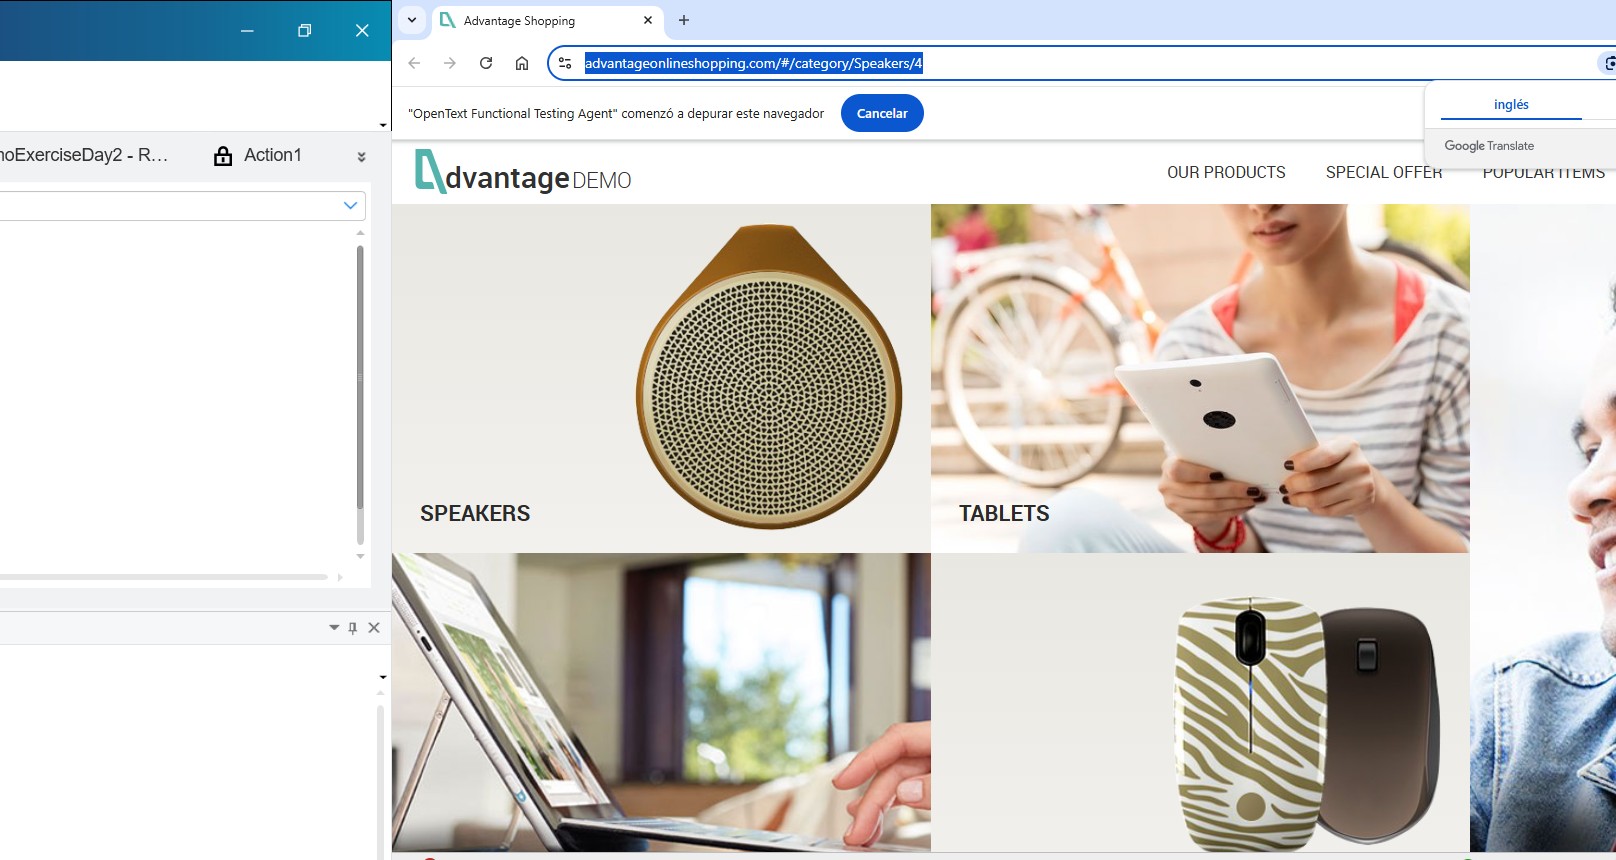 Advantage Shopping
advantageonlineshopping.com/#/category/Speakers/4
"OpenText Functional Testing Agent" comenzó a depurar este navegador
Cancelar
inglés
Google Translate
noExerciseDay2 - R...
Action1
dvantage DEMO
OUR PRODUCTS
SPECIAL OFFER
POPULAR ITEMS
SPEAKERS
TABLETS